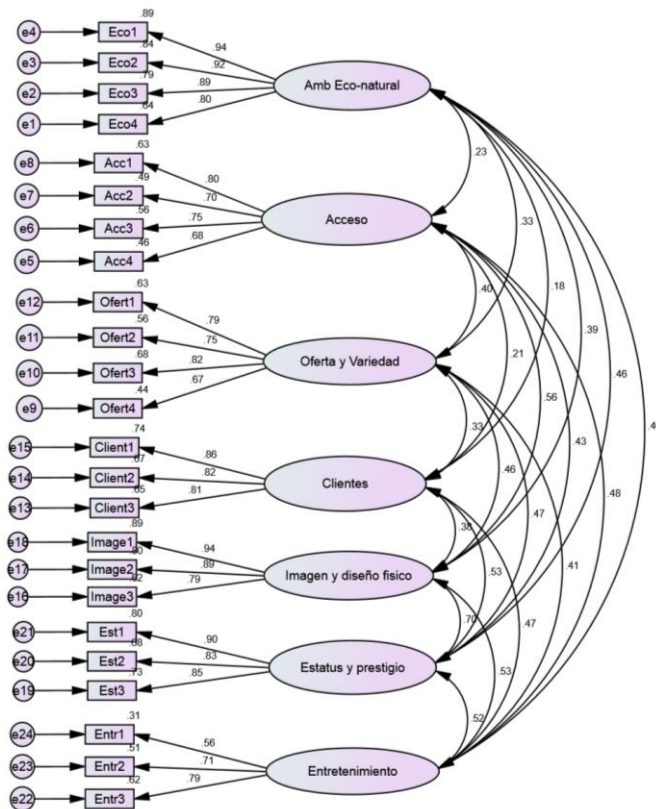 .89
e4 Eco1
.94
.84
e3 Eco2
.92
.79
e2 Eco3
.89
Amb Eco-natural
.64
e1 Eco4
.80
.63
.23
e8 Acc1
.80
.49
e7 Acc2
.70
.56
Acceso
.33
e6 Acc3
.75
.46
e5 Acc4
.68
.40
.18
.63
e12 Ofert1
.79
.21
.39
.56
e11 Ofert2
.75
.68
Oferta y Variedad
.46
e10 Ofert3
.82
.56
.44
e9 Ofert4
.67
.33
.43
.74
.46
.48
e15 Client1
.86
.67
.47
e14 Client2
.82
Clientes
.65
e13 Client3
.81
.38
.41
.89
e18 Image1
.94
.53
.80
e17 Image2
.89
Imagen y diseño fisico
.62
e16 Image3
.79
.47
.80
.70
e21 Est1
.90
.53
.68
e20 Est2
.83
Estatus y prestigio
.73
e19 Est3
.85
.52
.31
e24 Entr1
.56
.51
e23 Entr2
.71
Entretenimiento
.62
e22 Entr3
.79